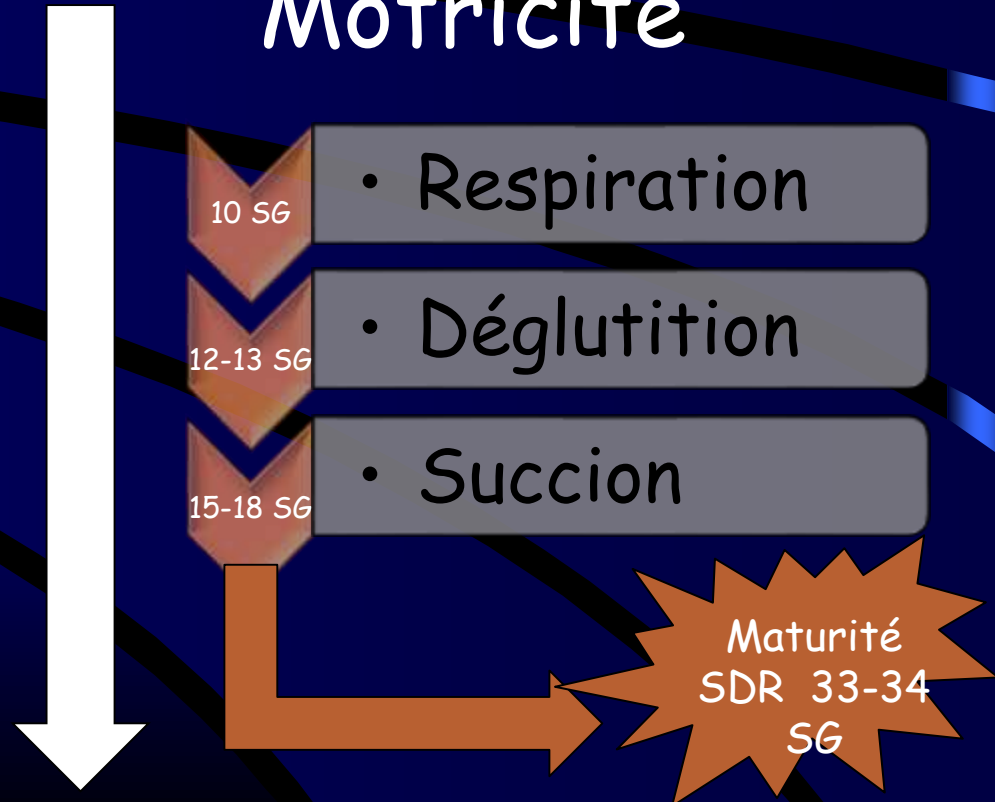 Motricité
10 SG
• Respiration
12-13 SG
• Déglutition
15-18 SG
• Succion
Maturité
SDR 33-34
SG